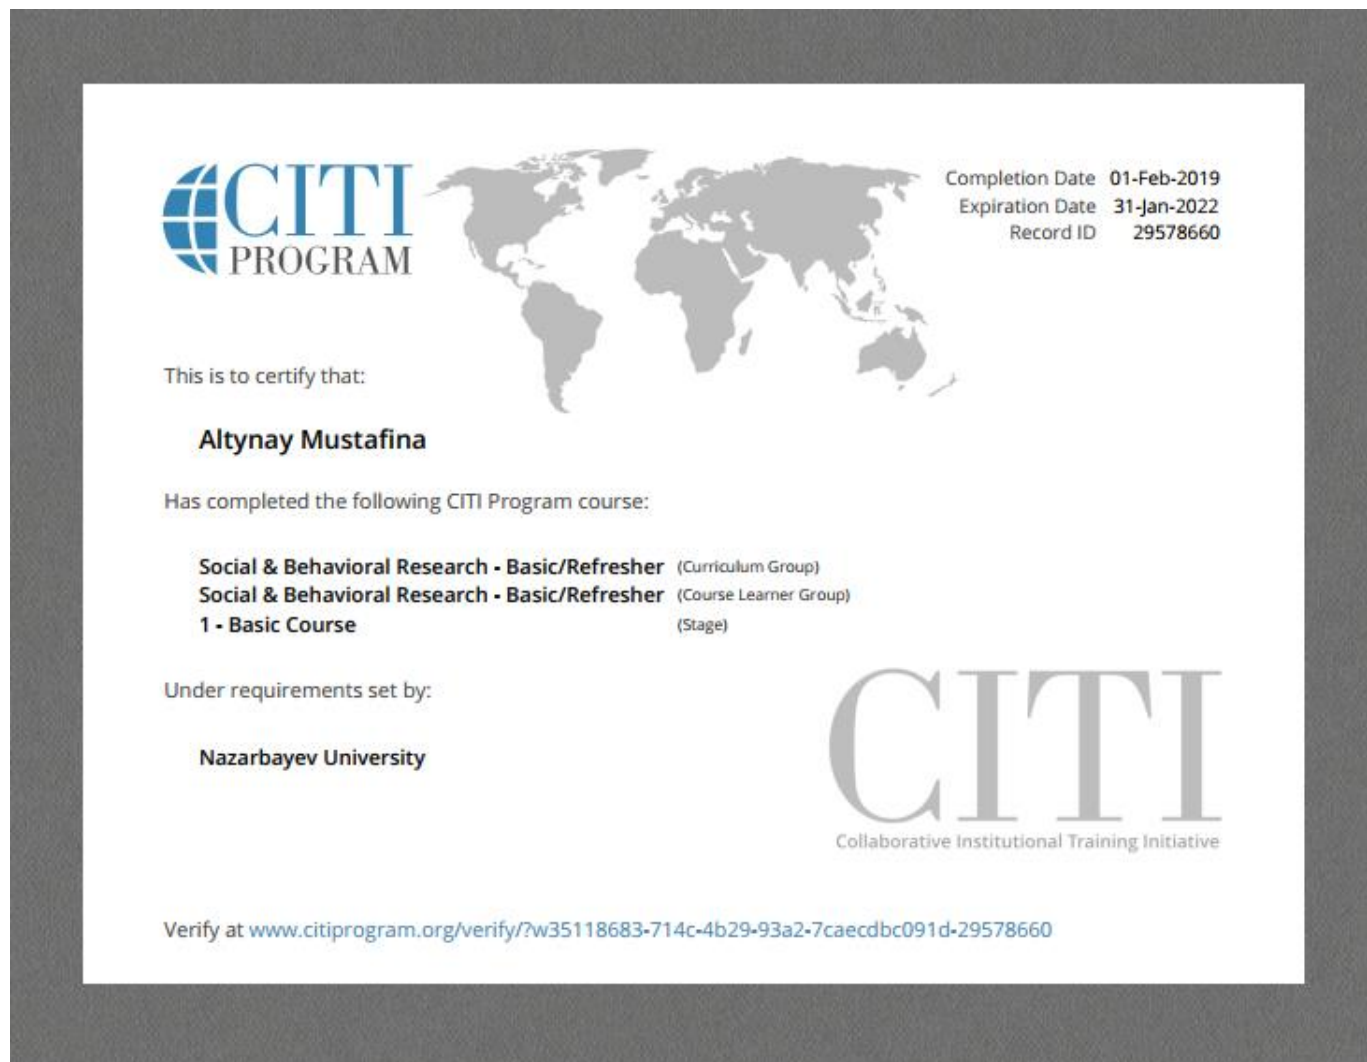 CITI
PROGRAM
Completion Date 01-Feb-2019
Expiration Date 31-Jan-2022
Record ID 29578660
This is to certify that:
Altynay Mustafina
Has completed the following CITI Program course:
Social & Behavioral Research - Basic/Refresher (Curriculum Group)
Social & Behavioral Research - Basic/Refresher (Course Learner Group)
1 - Basic Course (Stage)
Under requirements set by:
Nazarbayev University
CITI
Collaborative Institutional Training Initiative
Verify at www.citiprogram.org/verify/?w35118683-714c-4b29-93a2-7caecdbc091d-29578660